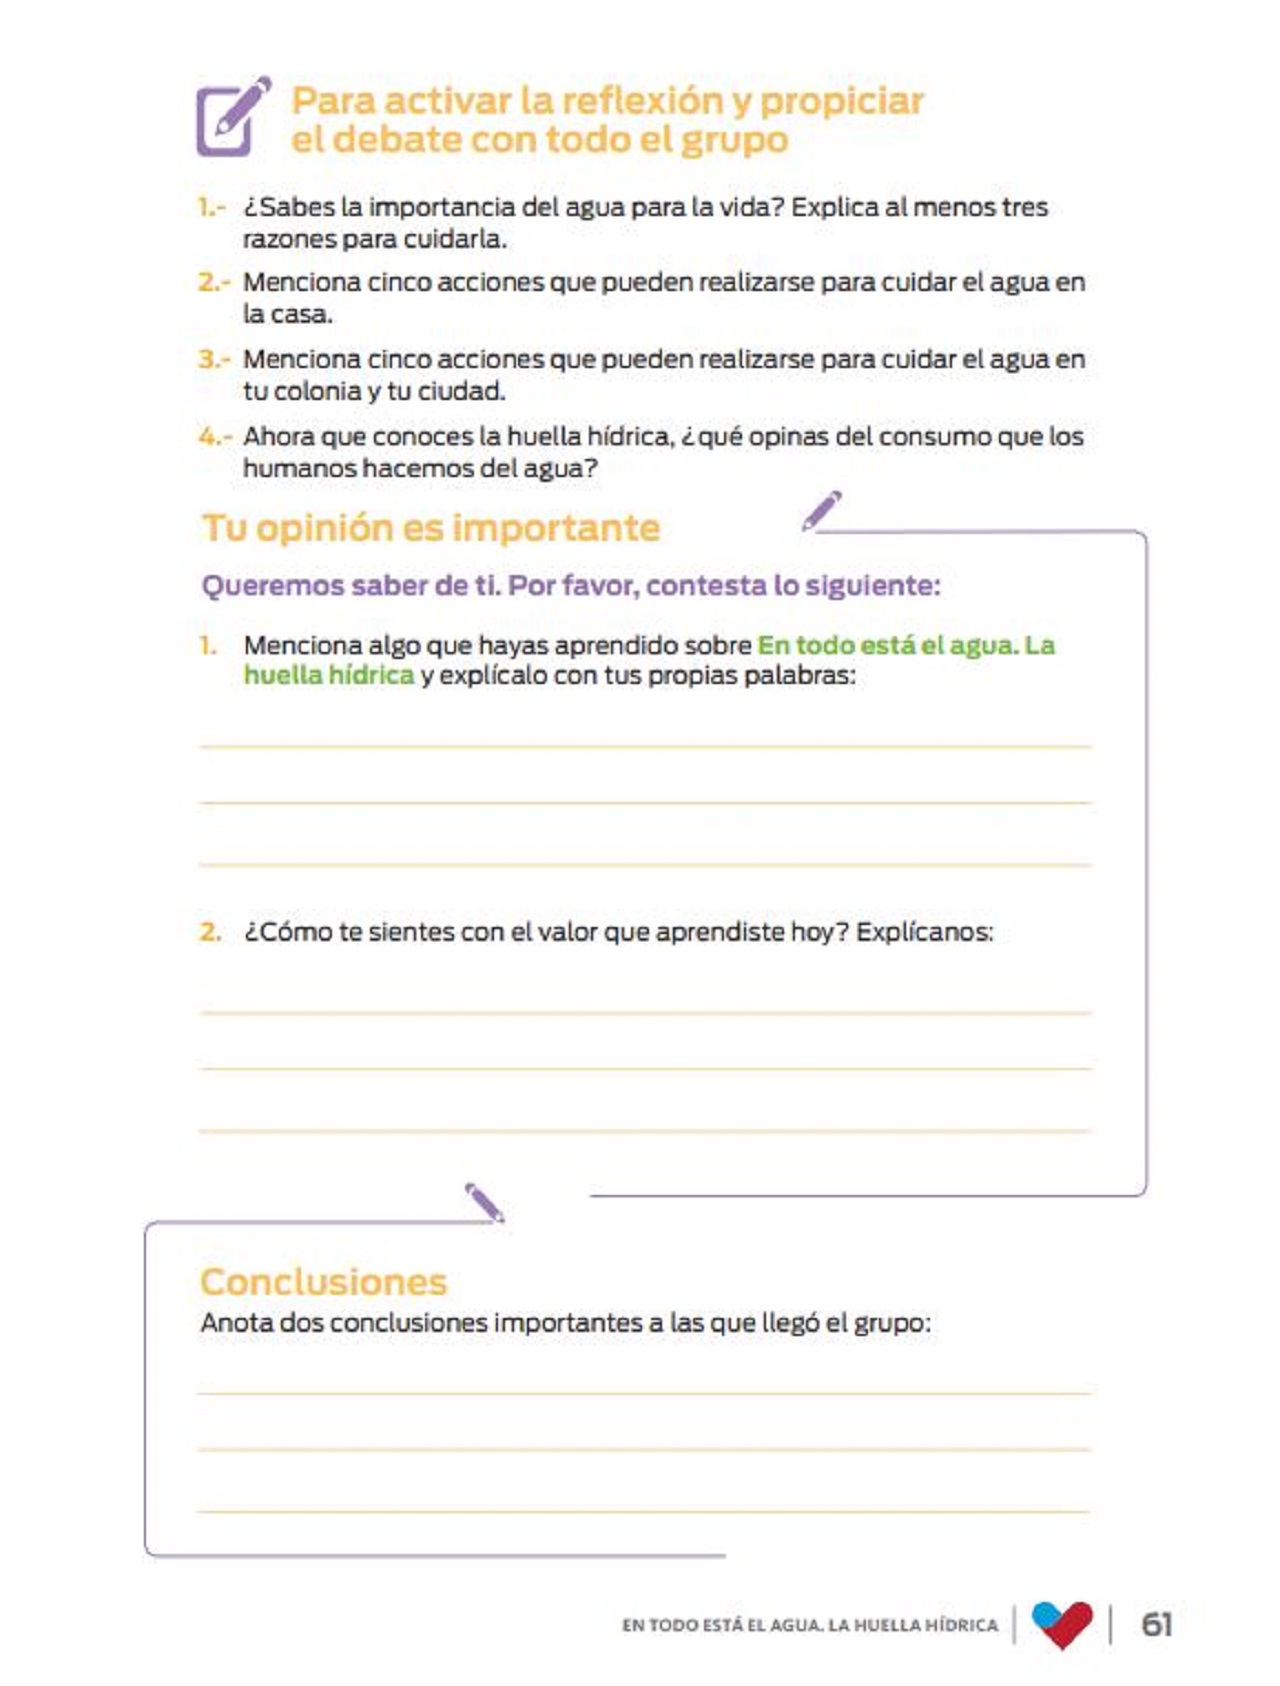 Para activar la reflexión y propiciar
el debate con todo el grupo
1.- ¿Sabes la importancia del agua para la vida? Explica al menos tres
razones para cuidarla.
2.- Menciona cinco acciones que pueden realizarse para cuidar el agua en
la casa.
3.- Menciona cinco acciones que pueden realizarse para cuidar el agua en
tu colonia y tu ciudad.
4.- Ahora que conoces la huella hídrica, ¿qué opinas del consumo que los
humanos hacemos del agua?
Tu opinión es importante
Queremos saber de ti. Por favor, contesta lo siguiente:
1. Menciona algo que hayas aprendido sobre En todo está el agua. La
huella hídrica y explícalo con tus propias palabras:
2. ¿Cómo te sientes con el valor que aprendiste hoy? Explícanos:
Conclusiones
Anota dos conclusiones importantes a las que llegó el grupo:
EN TODO ESTÁ EL AGUA. LA HUELLA HÍDRICA 61